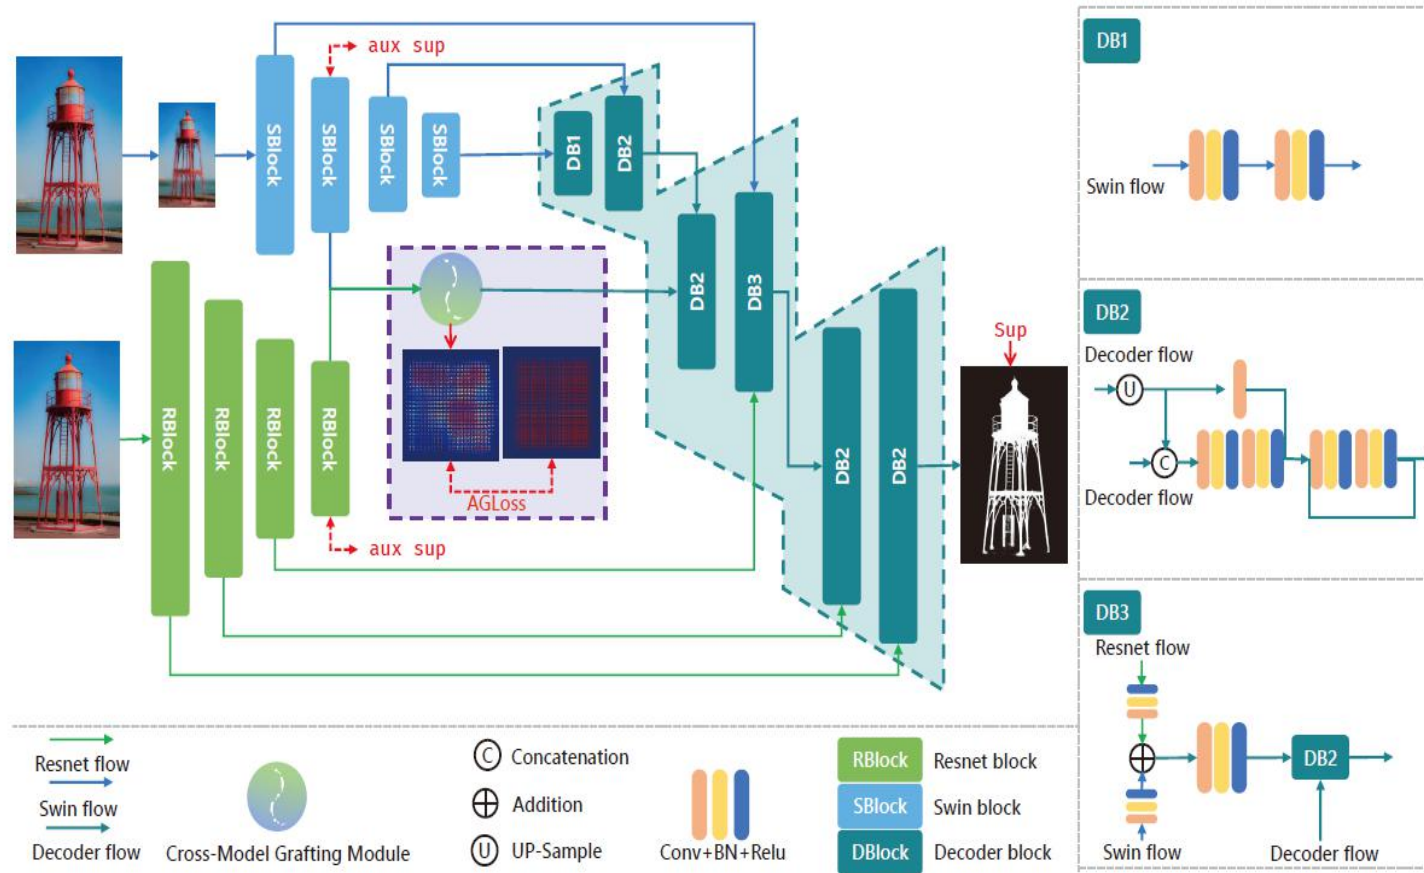 aux sup
SBlock
SBlock
SBlock
SBlock
DB1
DB2
DB2
DB3
RBlock
RBlock
RBlock
RBlock
AGLoss
aux sup
DB2
DB2
Sup
DB1
Swin flow
DB2
Decoder flow
U
C
Decoder flow
DB3
Resnet flow
DB2
Swin flow
Decoder flow
Resnet flow
Swin flow
Decoder flow
Cross-Model Grafting Module
C Concatenation
Addition
U UP-Sample
Conv+BN+Relu
RBlock Resnet block
SBlock Swin block
DBlock Decoder block